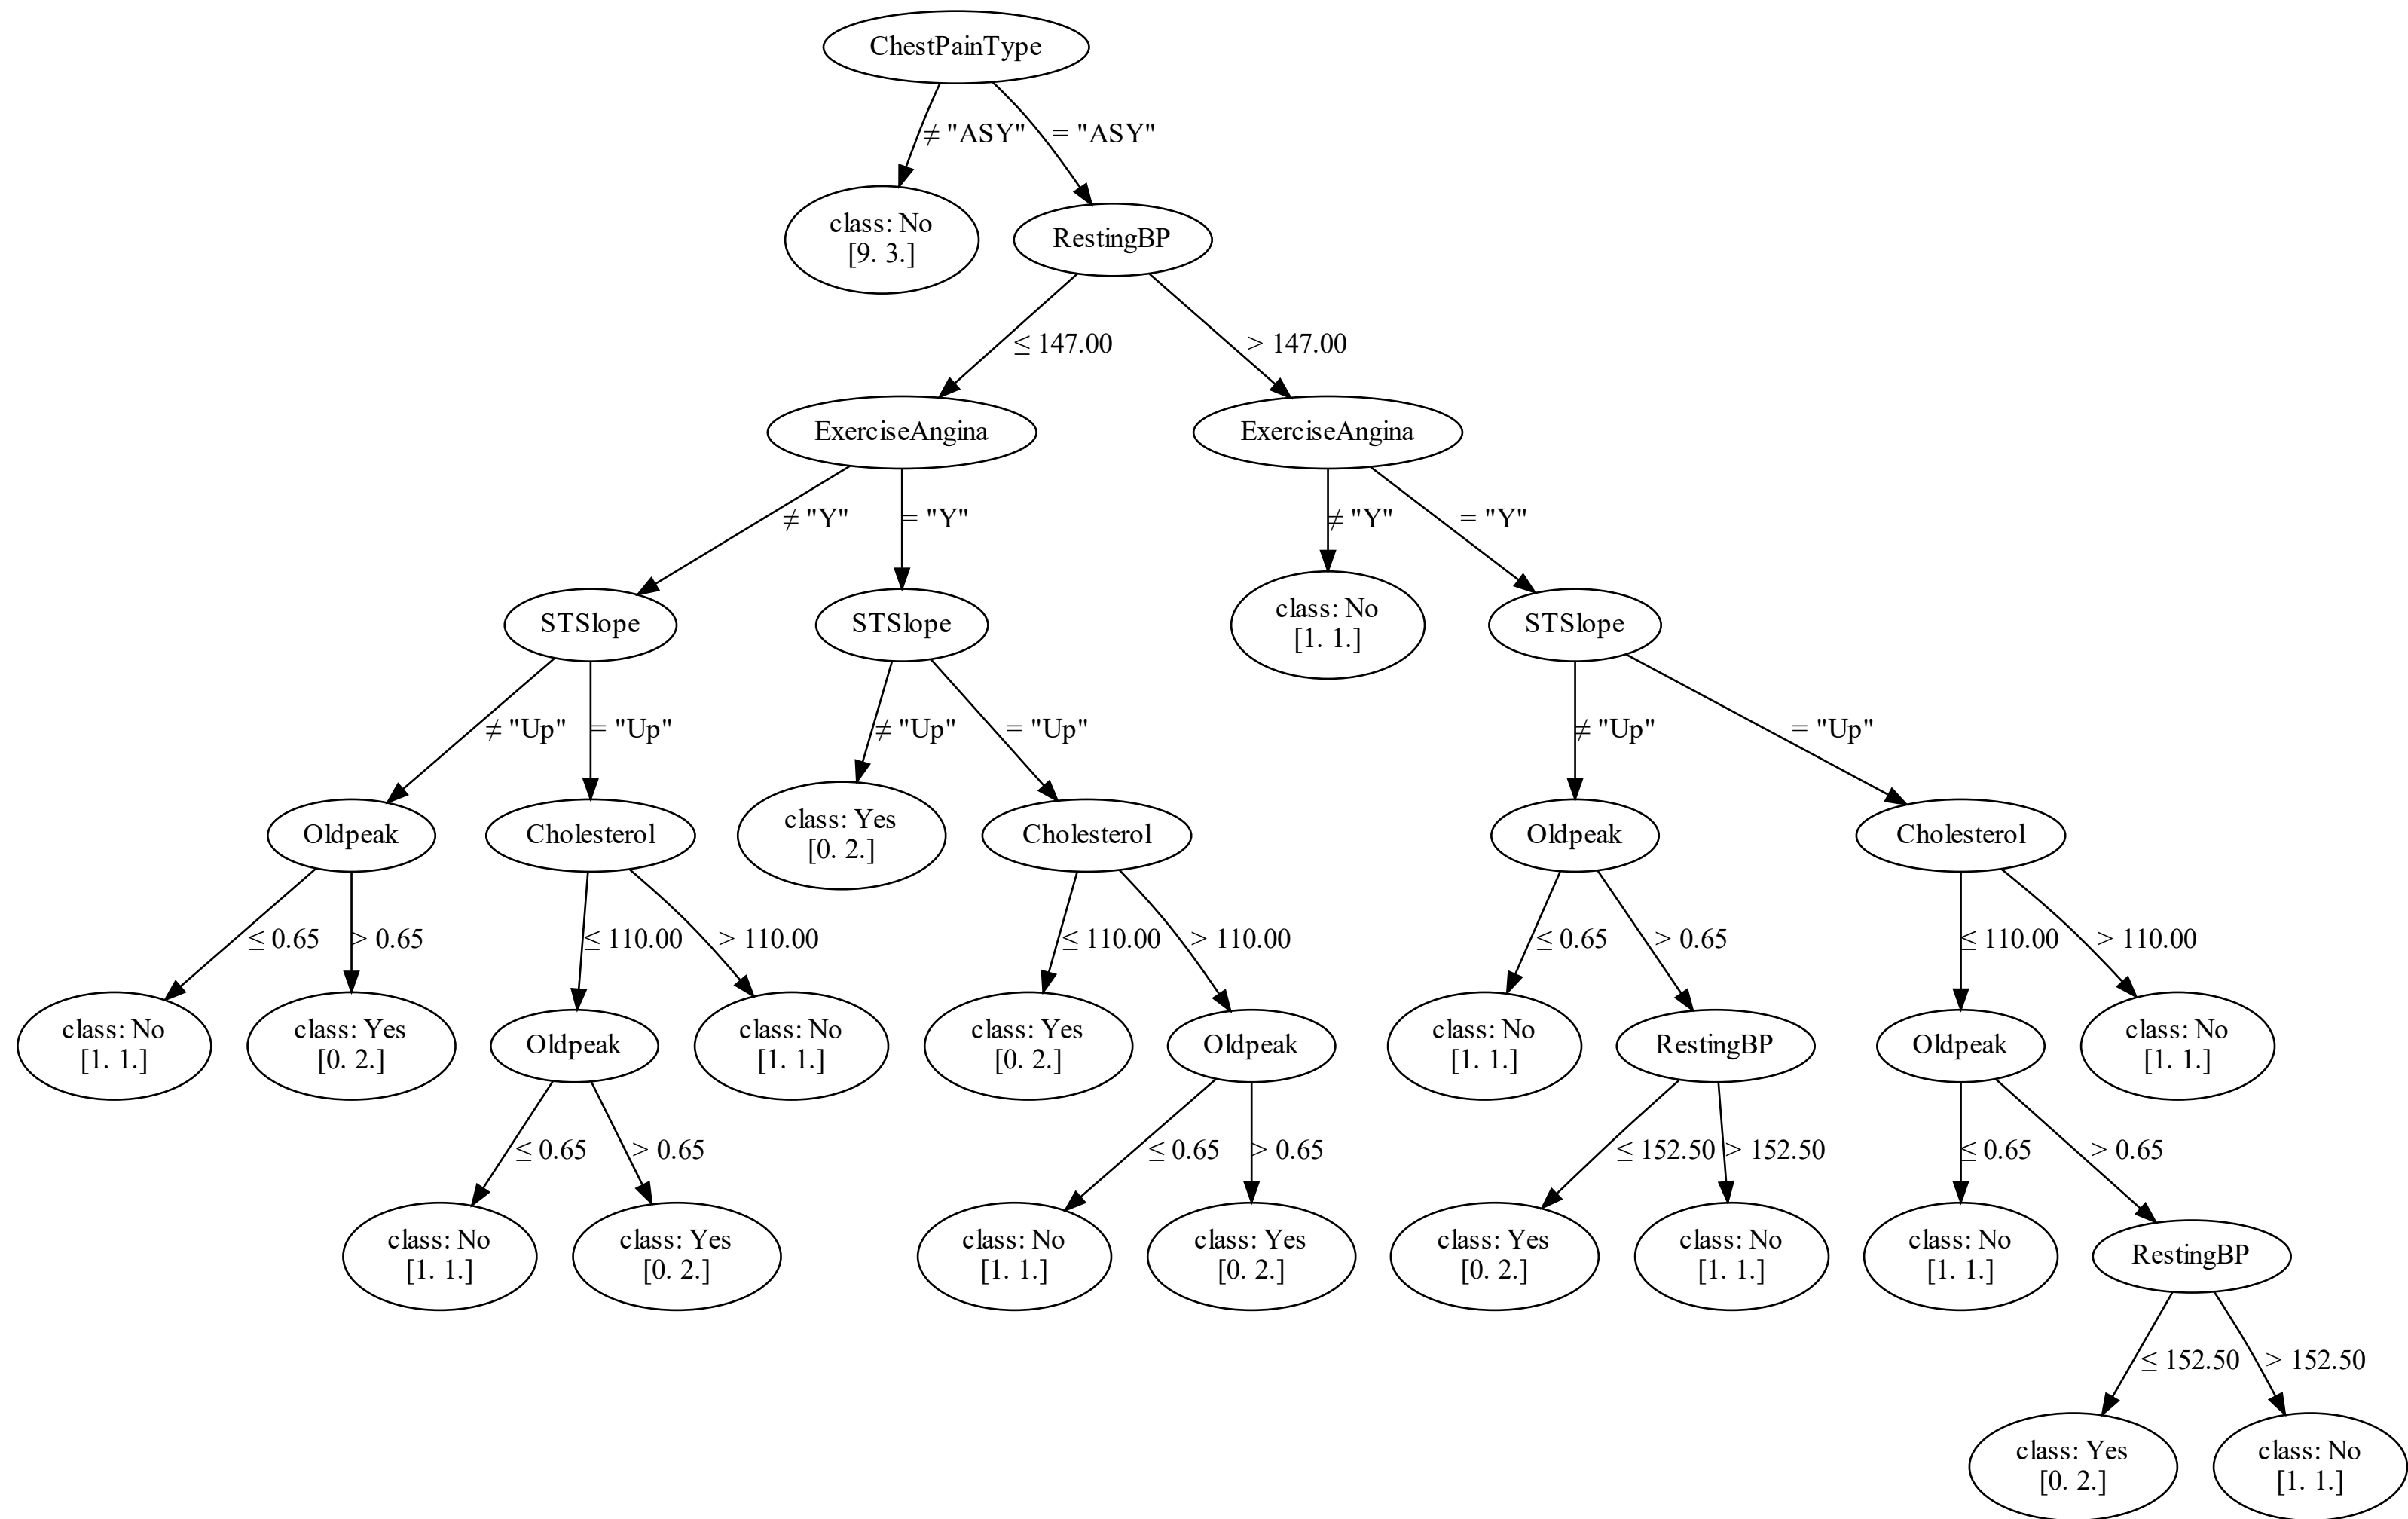 ChestPainType
≠ "ASY"
= "ASY"
class: No
[9. 3.]
RestingBP
≤ 147.00
> 147.00
ExerciseAngina
ExerciseAngina
≠ "Y"
= "Y"
≠ "Y"
= "Y"
STSlope
STSlope
class: No
[1. 1.]
STSlope
≠ "Up"
= "Up"
≠ "Up"
= "Up"
≠ "Up"
= "Up"
Oldpeak
Cholesterol
class: Yes
[0. 2.]
Cholesterol
Oldpeak
Cholesterol
≤ 0.65
> 0.65
≤ 110.00
> 110.00
≤ 110.00
> 110.00
≤ 0.65
> 0.65
≤ 110.00
> 110.00
class: No
[1. 1.]
class: Yes
[0. 2.]
Oldpeak
class: No
[1. 1.]
class: Yes
[0. 2.]
Oldpeak
class: No
[1. 1.]
RestingBP
Oldpeak
class: No
[1. 1.]
≤ 0.65
> 0.65
≤ 0.65
> 0.65
≤ 152.50
> 152.50
≤ 0.65
> 0.65
class: No
[1. 1.]
class: Yes
[0. 2.]
class: No
[1. 1.]
class: Yes
[0. 2.]
class: Yes
[0. 2.]
class: No
[1. 1.]
class: No
[1. 1.]
RestingBP
≤ 152.50
> 152.50
class: Yes
[0. 2.]
class: No
[1. 1.]